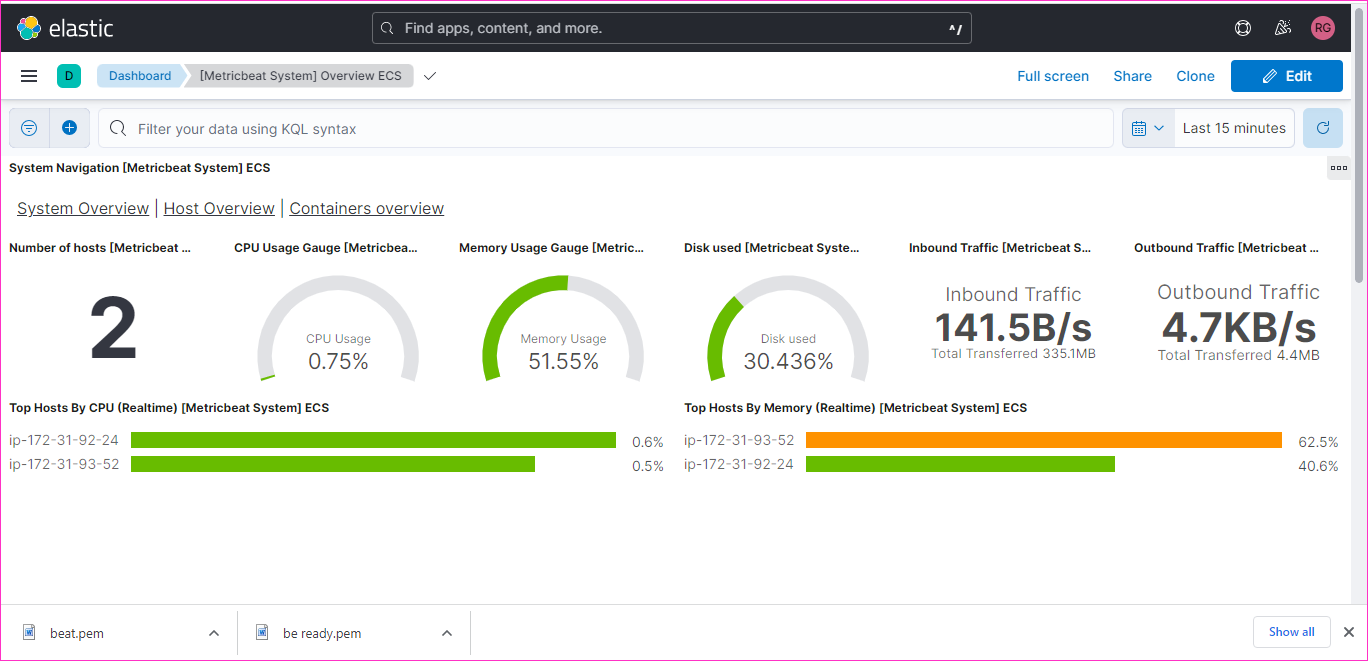 elastic
Find apps, content, and more.
^/
RG
D
Dashboard
[Metricbeat System] Overview ECS
Full screen
Share
Clone
Edit
Filter your data using KQL syntax
Last 15 minutes
System Navigation [Metricbeat System] ECS
System Overview | Host Overview | Containers overview
Number of hosts [Metricbeat ...
2
CPU Usage Gauge [Metricbea...
CPU Usage
0.75%
Memory Usage Gauge [Metric...
Memory Usage
51.55%
Disk used [Metricbeat Syste...
Disk used
30.436%
Inbound Traffic [Metricbeat S...
Inbound Traffic
141.5B/s
Total Transferred 335.1MB
Outbound Traffic [Metricbeat ...
Outbound Traffic
4.7KB/s
Total Transferred 4.4MB
Top Hosts By CPU (Realtime) [Metricbeat System] ECS
ip-172-31-92-24 0.6%
ip-172-31-93-52 0.5%
Top Hosts By Memory (Realtime) [Metricbeat System] ECS
ip-172-31-93-52 62.5%
ip-172-31-92-24 40.6%
beat.pem
be ready.pem
Show all